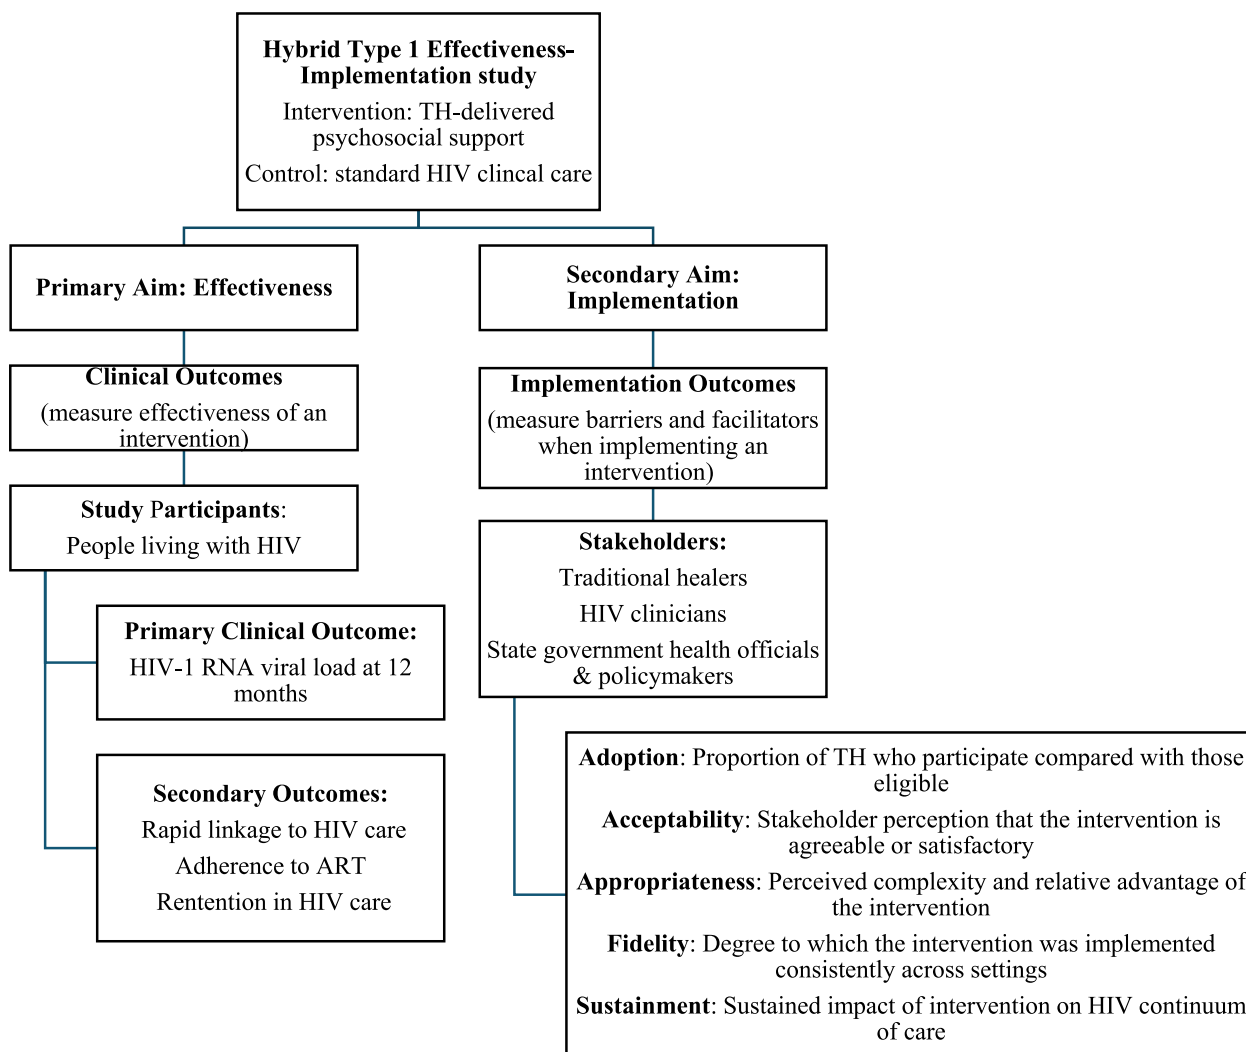 Hybrid Type 1 Effectiveness-
Implementation study
Intervention: TH-delivered
psychosocial support
Control: standard HIV clincal care
Primary Aim: Effectiveness
Secondary Aim:
Implementation
Clinical Outcomes
(measure effectiveness of an
intervention)
Implementation Outcomes
(measure barriers and facilitators
when implementing an
intervention)
Study Participants:
People living with HIV
Stakeholders:
Traditional healers
HIV clinicians
State government health officials
& policymakers
Primary Clinical Outcome:
HIV-1 RNA viral load at 12
months
Secondary Outcomes:
Rapid linkage to HIV care
Adherence to ART
Rentention in HIV care
Adoption: Proportion of TH who participate compared with those
eligible
Acceptability: Stakeholder perception that the intervention is
agreeable or satisfactory
Appropriateness: Perceived complexity and relative advantage of
the intervention
Fidelity: Degree to which the intervention was implemented
consistently across settings
Sustainment: Sustained impact of intervention on HIV continuum
of care